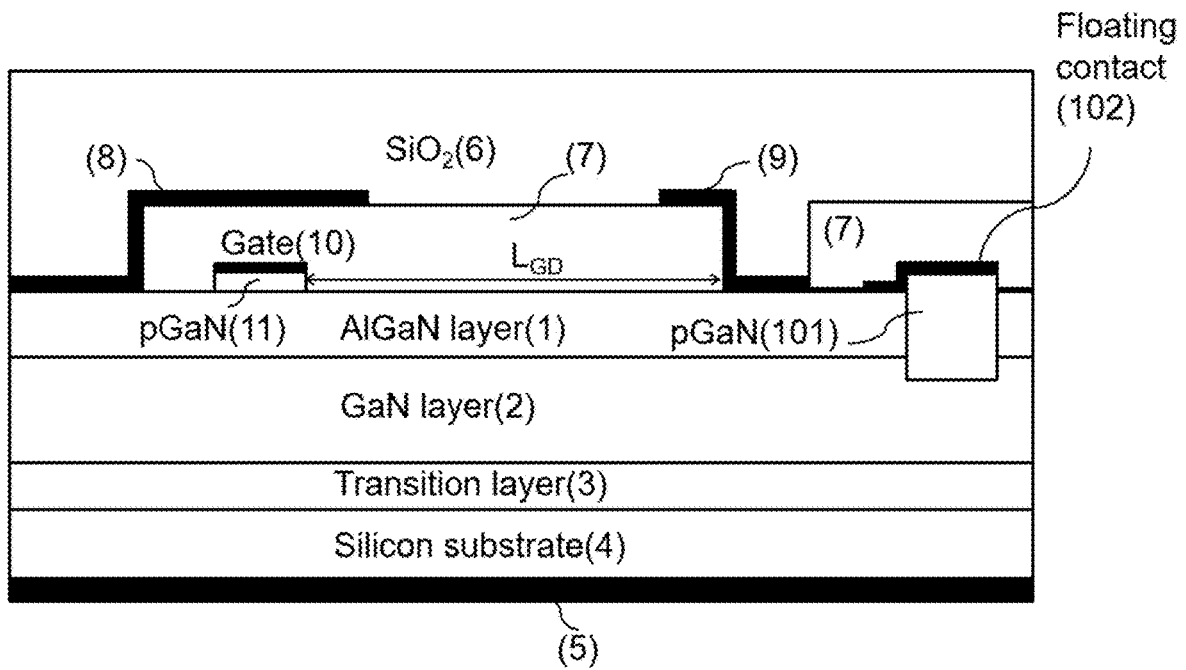 Floating
contact
(102)
SiO₂(6)
(8)
(7)
(9)
(7)
Gate(10)
L_GD
pGaN(11)
AlGaN layer(1)
pGaN(101)
GaN layer(2)
Transition layer(3)
Silicon substrate(4)
(5)